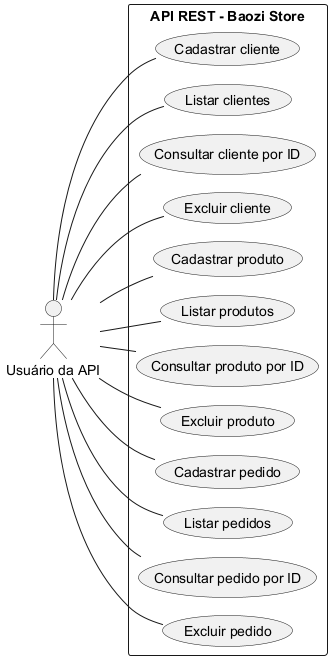 API REST - Baozi Store
Cadastrar cliente
Listar clientes
Consultar cliente por ID
Excluir cliente
Cadastrar produto
Listar produtos
Usuário da API
Consultar produto por ID
Excluir produto
Cadastrar pedido
Listar pedidos
Consultar pedido por ID
Excluir pedido